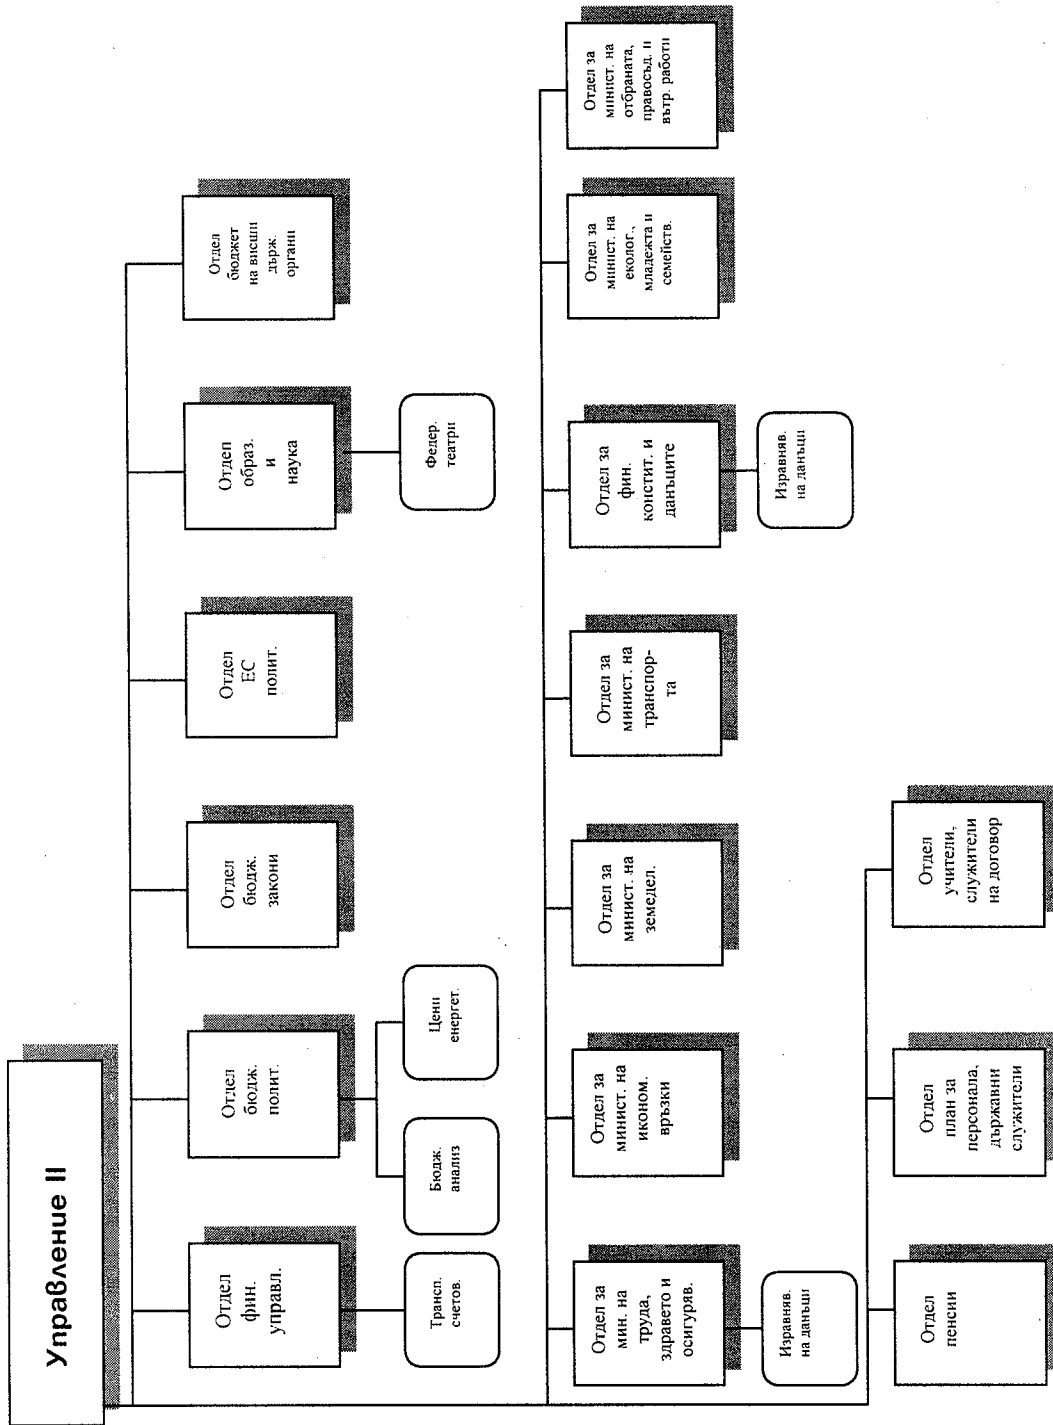 Управление II
Отдел
фин.
управл.
Трансп.
счетов.
Отдел
бюдж.
полит.
Бюдж.
анализ
Цени
енергет.
Отдел
бюдж.
закони
Отдел
ЕС
полит.
Отдел
образ.
и
наука
Федер.
театри
Отдел
бюджет
на висши
държ.
органи
Отдел за
мин. на
труда,
здравето и
осигуряв.
Изравняв.
на данъци
Отдел за
минист. на
иконом.
връзки
Отдел за
минист. на
земедел.
Отдел за
минист. на
транспор-
та
Отдел за
фин.
констит. и
данъците
Изравняв.
на данъци
Отдел за
минист. на
еколог.,
младежта и
семейств.
Отдел за
минист. на
отбраната,
правосъд. и
вътр. работи
Отдел
пенсии
Отдел
план за
персонала,
държавни
служители
Отдел
учители,
служители
на договор